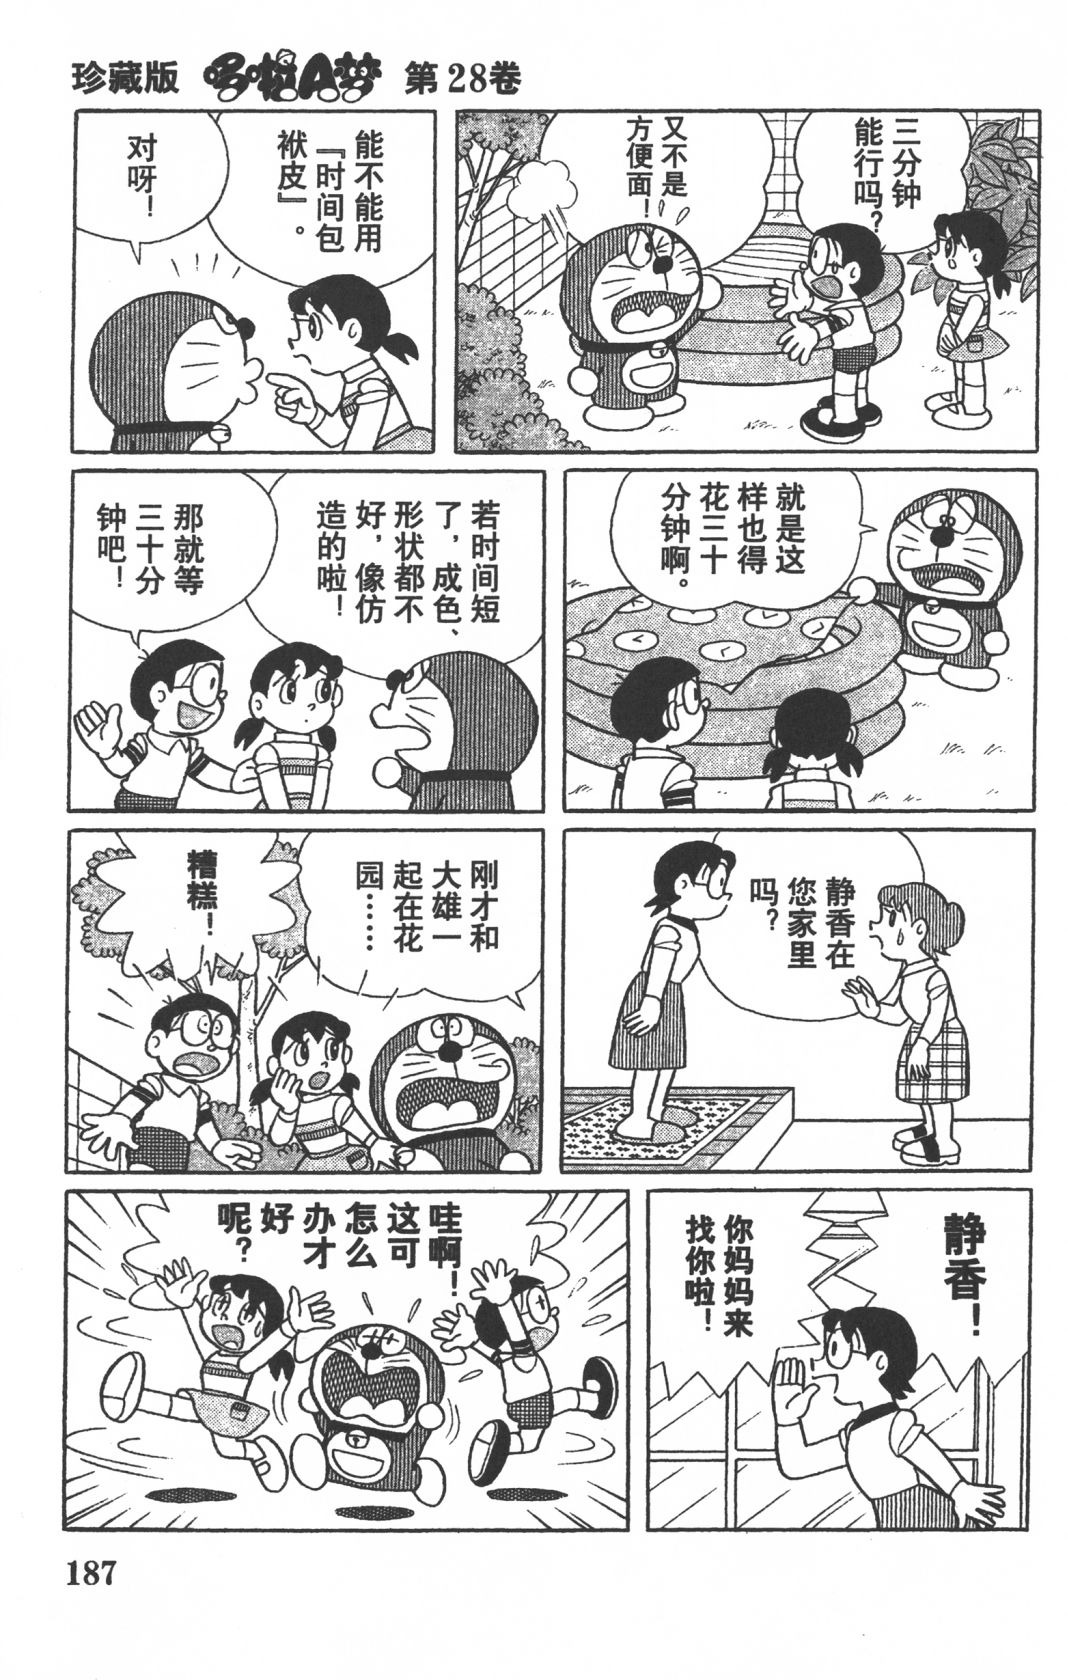 珍藏版 哆啦A梦 第28卷
三分钟
能行吗？
又不是
方便面！
能不能用
『时间包
袱皮』。
对呀！
就是这
样也得
花三十
分钟啊。
若时间短
了，成色、
形状都不
好，像仿
造的啦！
那就等
三十分
钟吧！
静香在
您家里
吗？
刚才和
大雄一
起在花
园……
糟糕！
静香！
你妈妈来
找你啦！
哇啊！
这可
怎么
办才
好
呢？
187